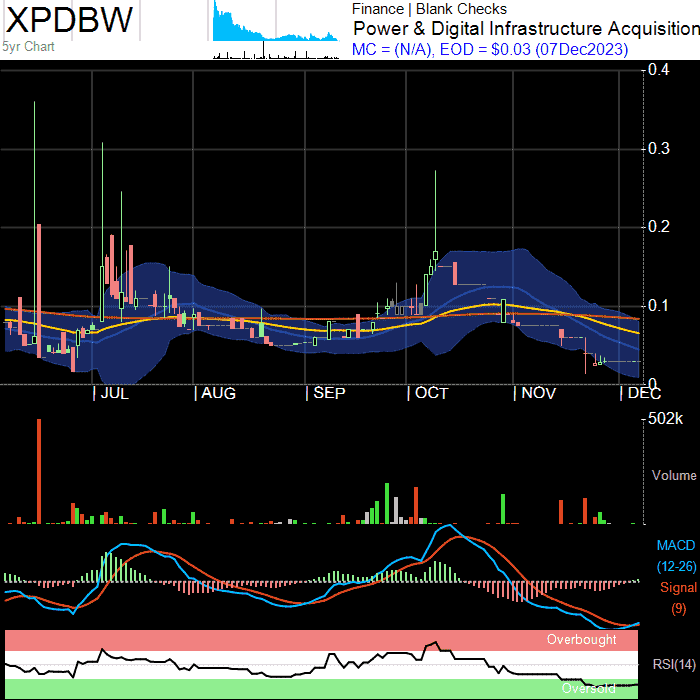 XPDBW
5yr Chart
Finance | Blank Checks
Power & Digital Infrastructure Acquisition
MC = (N/A), EOD = $0.03 (07Dec2023)
0.4
0.3
0.2
0.1
0
JUL
AUG
SEP
OCT
NOV
DEC
502k
Volume
MACD
(12-26)
Signal
(9)
Overbought
RSI(14)
Oversold